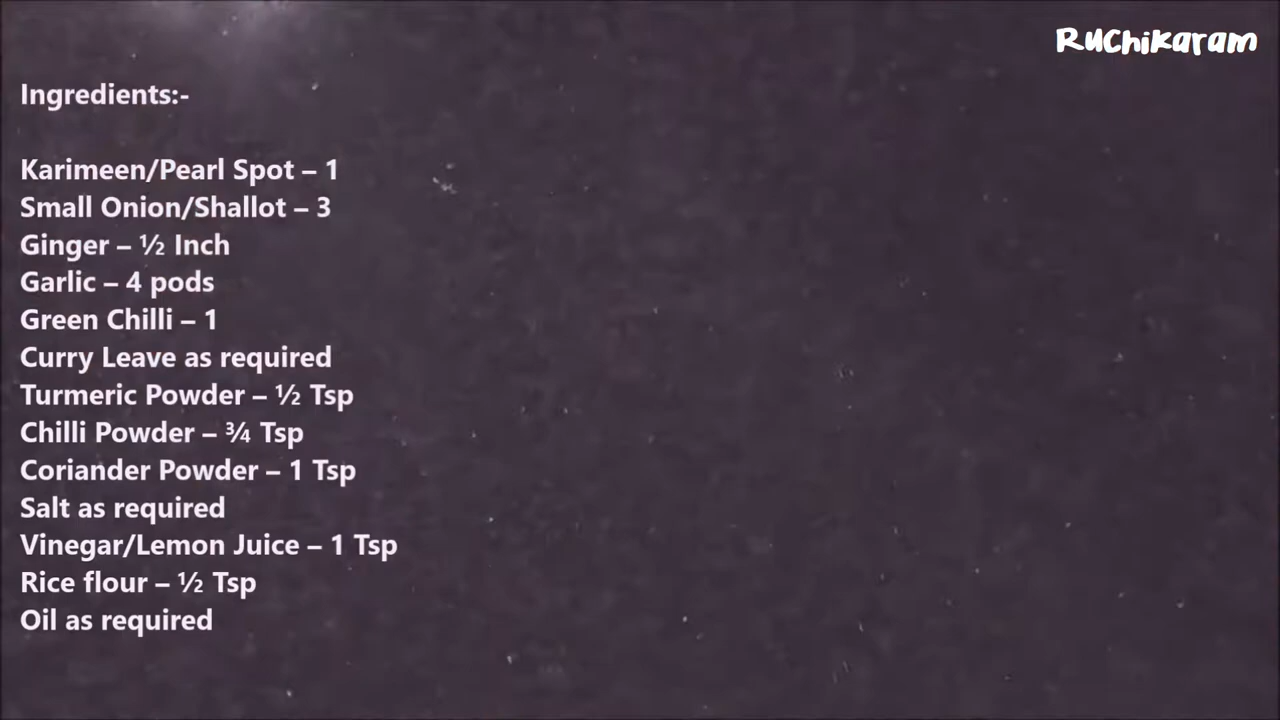 Ruchikaram
Ingredients:-
Karimeen/Pearl Spot – 1
Small Onion/Shallot – 3
Ginger – ½ Inch
Garlic – 4 pods
Green Chilli – 1
Curry Leave as required
Turmeric Powder – ½ Tsp
Chilli Powder – ¾ Tsp
Coriander Powder – 1 Tsp
Salt as required
Vinegar/Lemon Juice – 1 Tsp
Rice flour – ½ Tsp
Oil as required